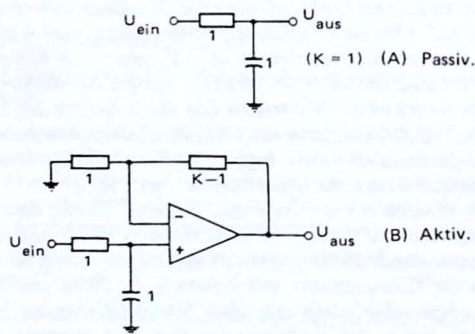 U_ein U_aus
1
1 (K = 1) (A) Passiv.
1 K–1
–
U_ein + U_aus (B) Aktiv.
1
1